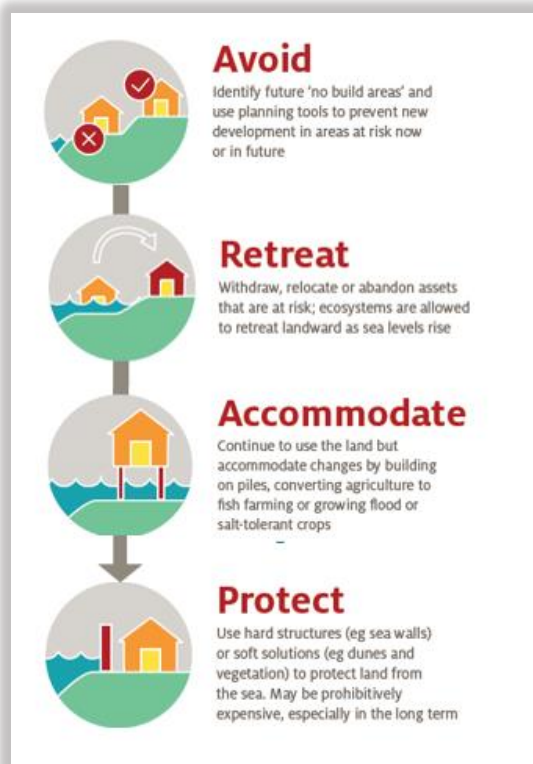 Avoid
Identify future 'no build areas' and
use planning tools to prevent new
development in areas at risk now
or in future
Retreat
Withdraw, relocate or abandon assets
that are at risk; ecosystems are allowed
to retreat landward as sea levels rise
Accommodate
Continue to use the land but
accommodate changes by building
on piles, converting agriculture to
fish farming or growing flood or
salt-tolerant crops
Protect
Use hard structures (eg sea walls)
or soft solutions (eg dunes and
vegetation) to protect land from
the sea. May be prohibitively
expensive, especially in the long term